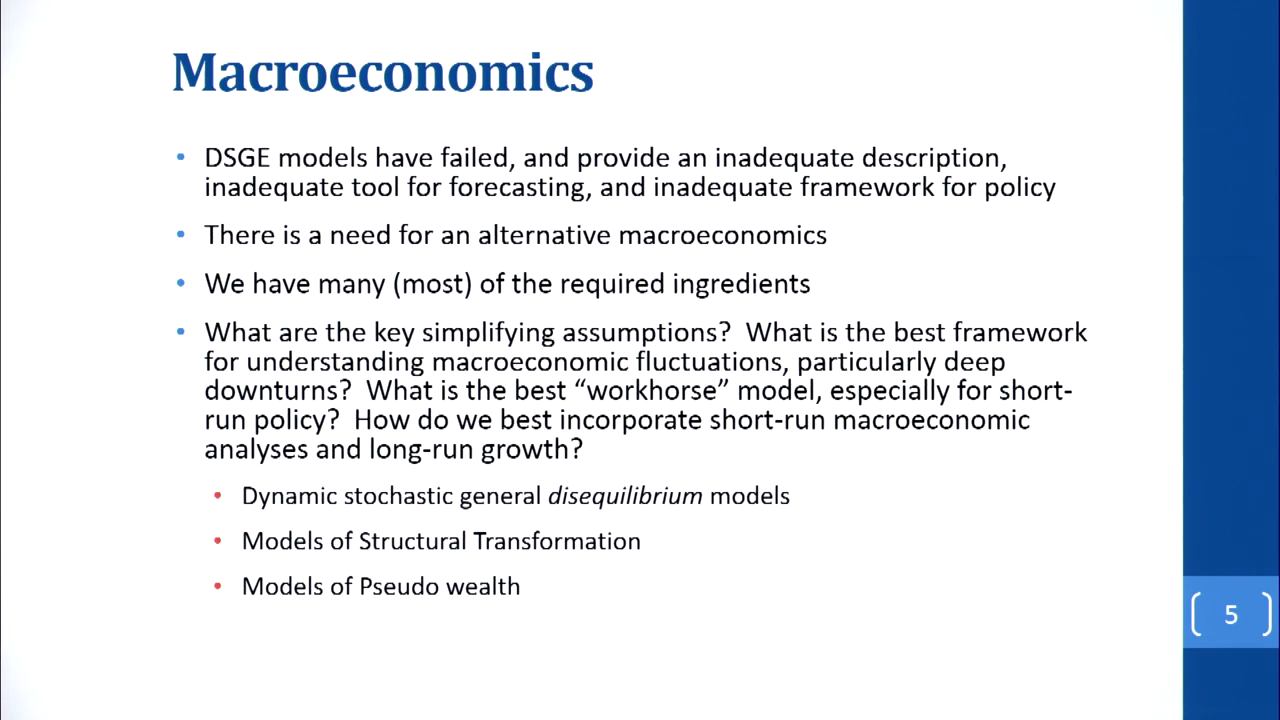 Macroeconomics
• DSGE models have failed, and provide an inadequate description,
inadequate tool for forecasting, and inadequate framework for policy
• There is a need for an alternative macroeconomics
• We have many (most) of the required ingredients
• What are the key simplifying assumptions?  What is the best framework
for understanding macroeconomic fluctuations, particularly deep
downturns?  What is the best “workhorse” model, especially for short-
run policy?  How do we best incorporate short-run macroeconomic
analyses and long-run growth?
• Dynamic stochastic general disequilibrium models
• Models of Structural Transformation
• Models of Pseudo wealth
5